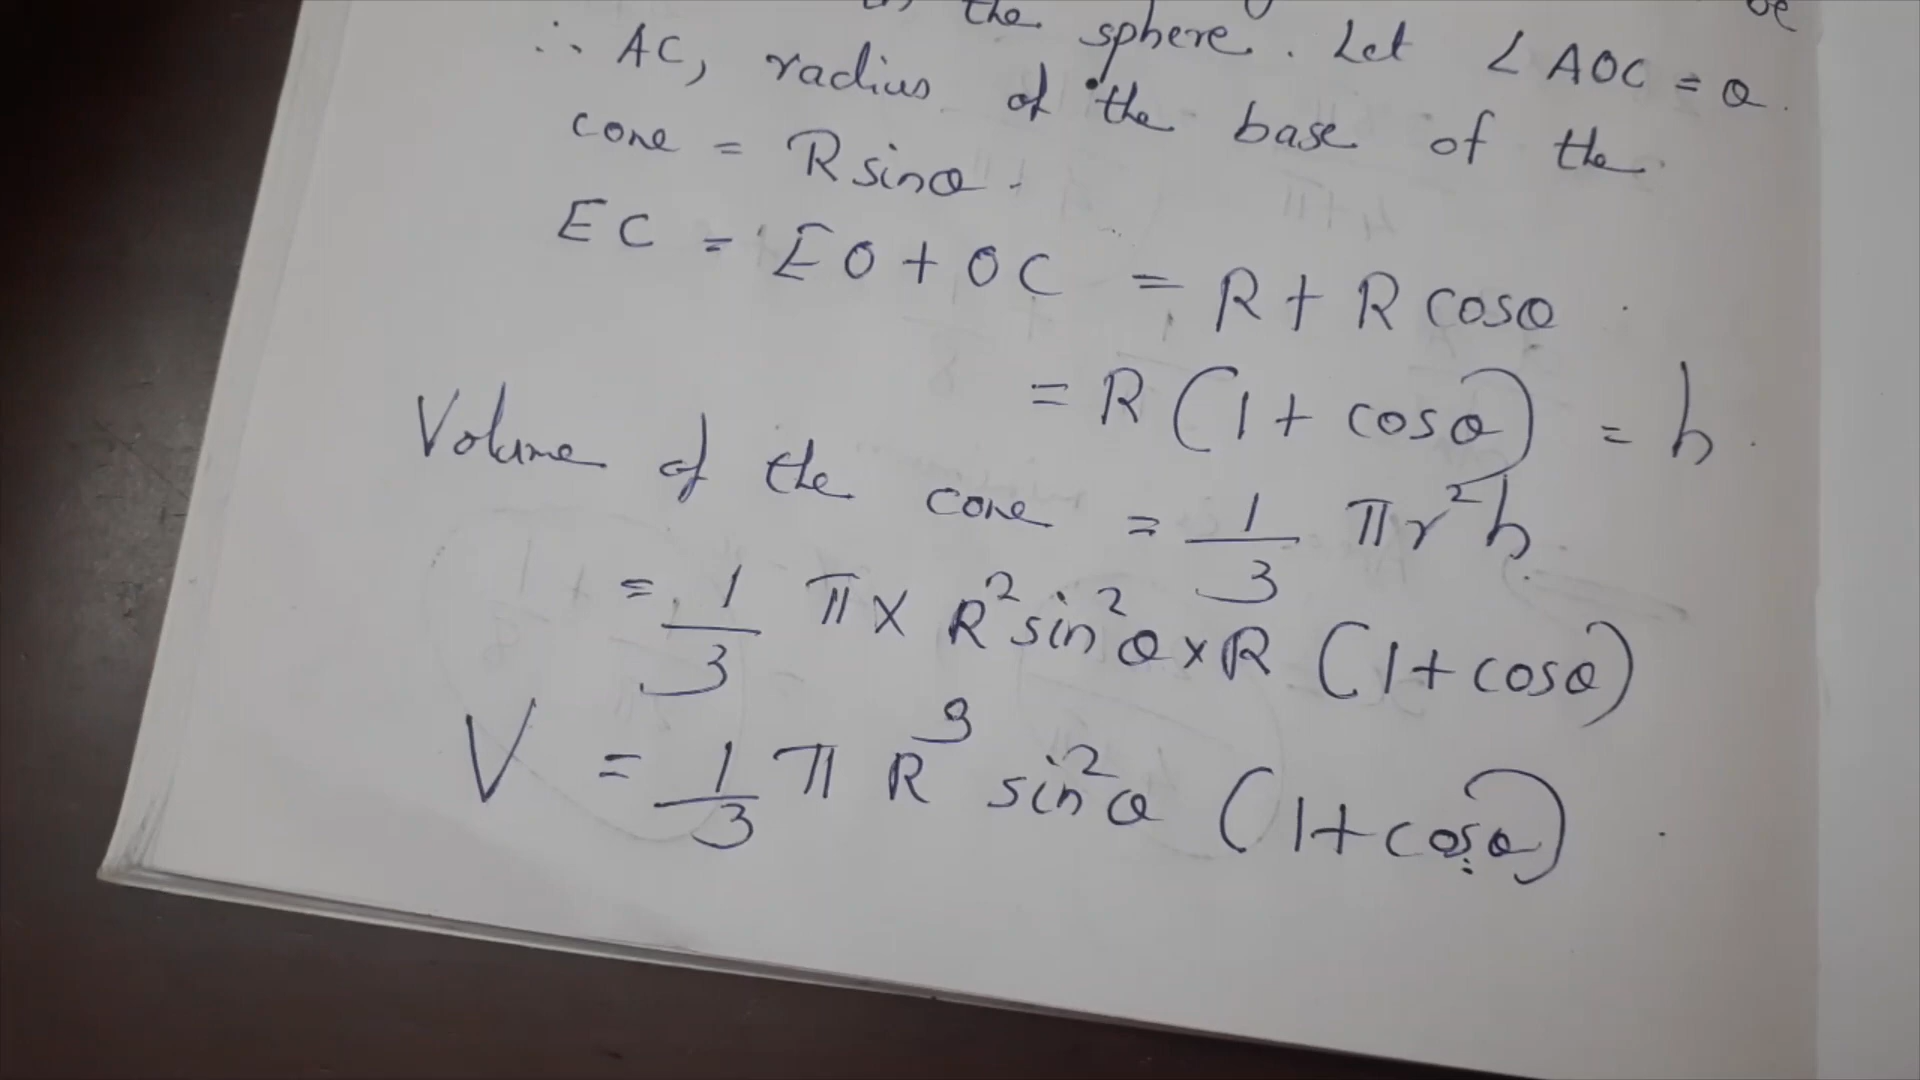 the sphere. Let ∠AOC = θ.
∴ AC, radius of the base of the
cone = R sinθ.
EC = EO + OC = R + R cosθ
= R (1 + cosθ) = h.
Volume of the cone = 1/3 πr²h
= 1/3 π × R² sin²θ × R (1 + cosθ)
V = 1/3 π R³ sin²θ (1 + cosθ)